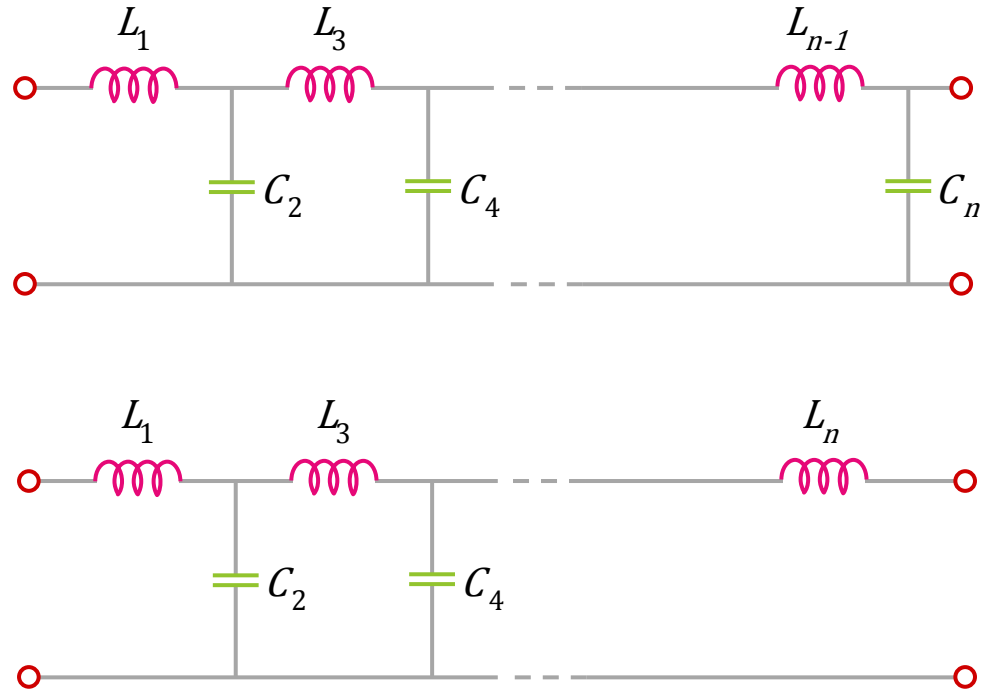 L₁ L₃ Lₙ₋₁
C₂ C₄ Cₙ
L₁ L₃ Lₙ
C₂ C₄